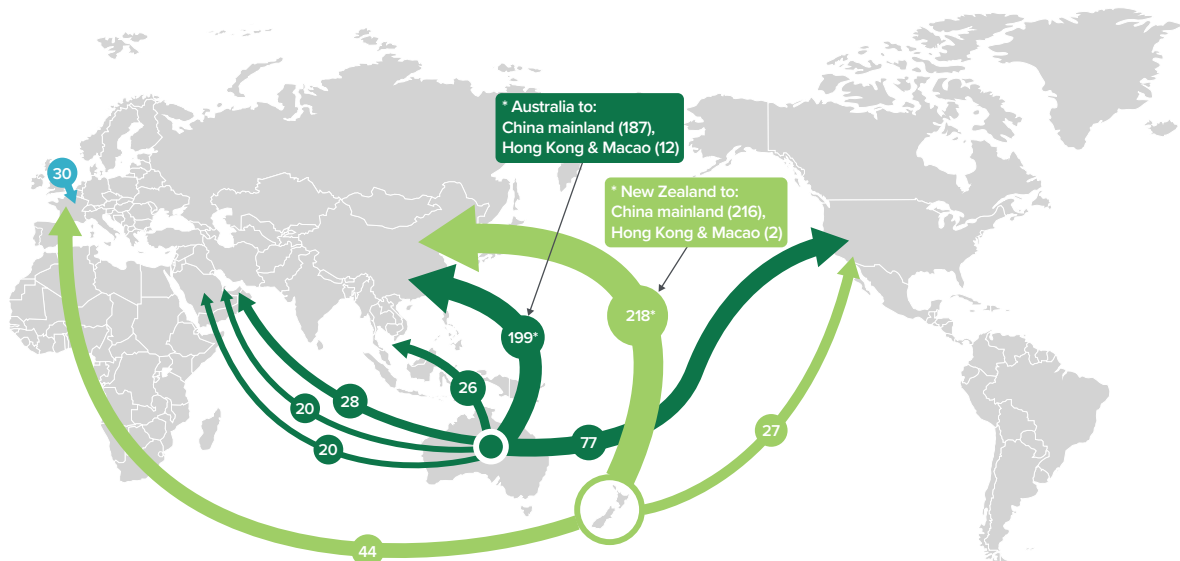 * Australia to:
China mainland (187),
Hong Kong & Macao (12)
30
* New Zealand to:
China mainland (216),
Hong Kong & Macao (2)
218*
199*
26
28
20
20
77
27
44